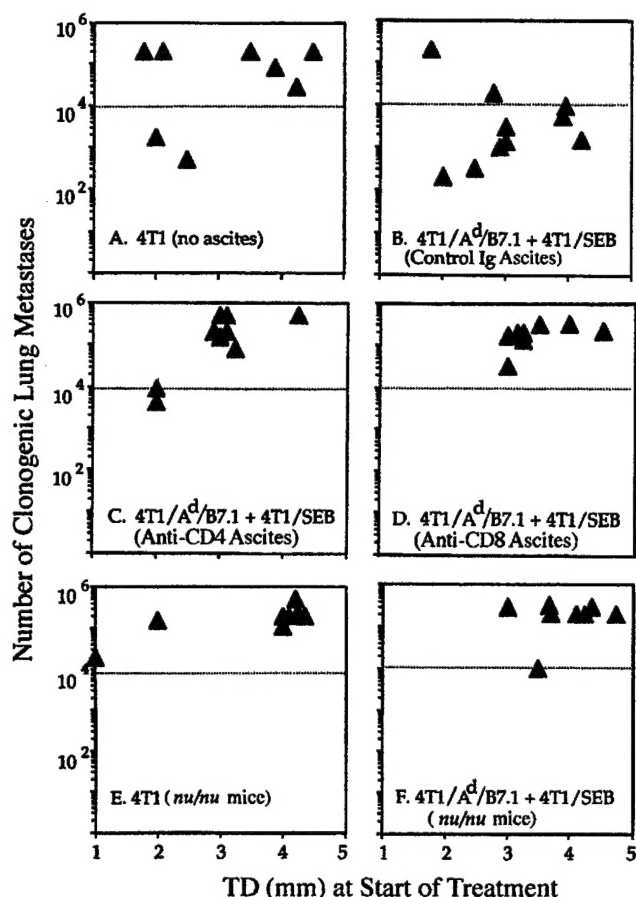 Number of Clonogenic Lung Metastases
10^6
10^4
10^2
A. 4T1 (no ascites)
B. 4T1/A^d/B7.1 + 4T1/SEB
(Control Ig Ascites)
10^6
10^4
10^2
C. 4T1/A^d/B7.1 + 4T1/SEB
(Anti-CD4 Ascites)
D. 4T1/A^d/B7.1 + 4T1/SEB
(Anti-CD8 Ascites)
10^6
10^4
10^2
E. 4T1 (nu/nu mice)
F. 4T1/A^d/B7.1 + 4T1/SEB
(nu/nu mice)
1 2 3 4 5 1 2 3 4 5
TD (mm) at Start of Treatment